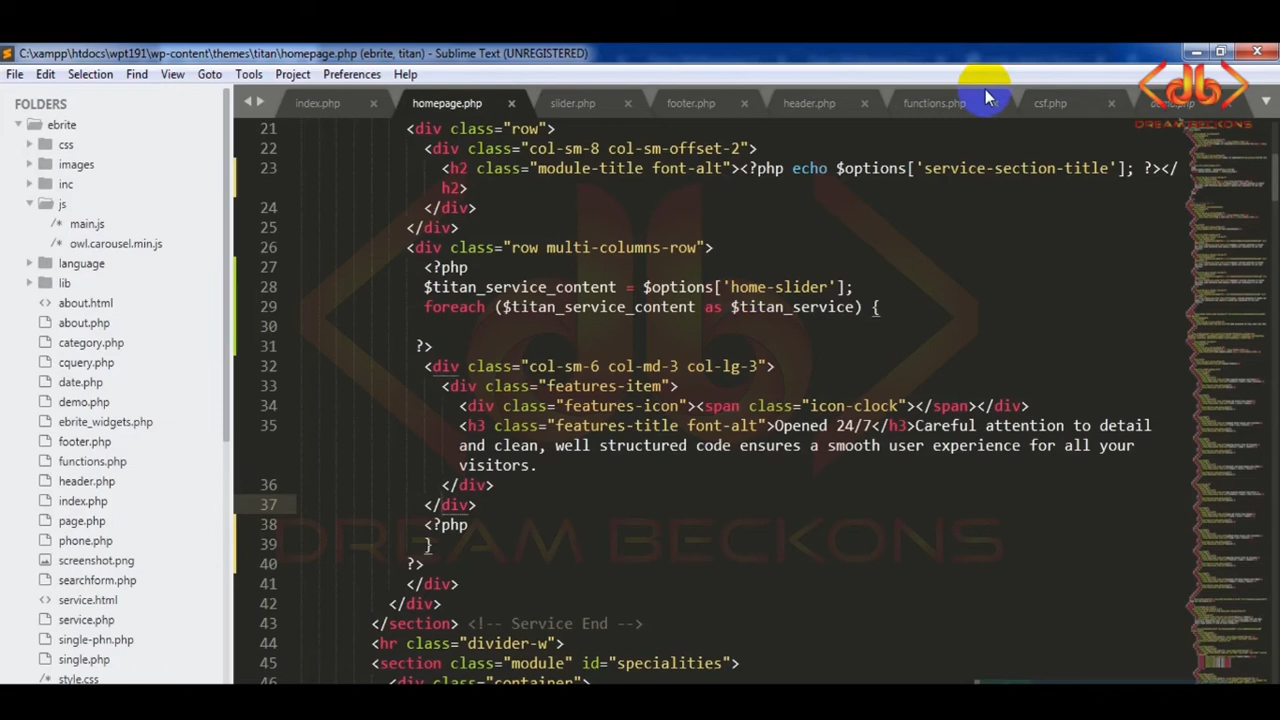 C:\xampp\htdocs\wpt191\wp-content\themes\titan\homepage.php (ebrite, titan) - Sublime Text (UNREGISTERED)
File Edit Selection Find View Goto Tools Project Preferences Help
FOLDERS
ebrite
css
images
inc
js
main.js
owl.carousel.min.js
language
lib
about.html
about.php
category.php
cquery.php
date.php
demo.php
ebrite_widgets.php
footer.php
functions.php
header.php
index.php
page.php
phone.php
screenshot.png
searchform.php
service.html
service.php
single-phn.php
single.php
style.css
index.php homepage.php slider.php footer.php header.php functions.php csf.php
DREAM BECKONS
21 <div class="row">
22 <div class="col-sm-8 col-sm-offset-2">
23 <h2 class="module-title font-alt"><?php echo $options['service-section-title']; ?></
h2>
24 </div>
25 </div>
26 <div class="row multi-columns-row">
27 <?php
28 $titan_service_content = $options['home-slider'];
29 foreach ($titan_service_content as $titan_service) {
30
31 ?>
32 <div class="col-sm-6 col-md-3 col-lg-3">
33 <div class="features-item">
34 <div class="features-icon"><span class="icon-clock"></span></div>
35 <h3 class="features-title font-alt">Opened 24/7</h3>Careful attention to detail
and clean, well structured code ensures a smooth user experience for all your
visitors.
36 </div>
37 </div>
38 <?php
39 }
40 ?>
41 </div>
42 </div>
43 </section> <!-- Service End -->
44 <hr class="divider-w">
45 <section class="module" id="specialities">
46 <div class="container">
DREAM BECKONS